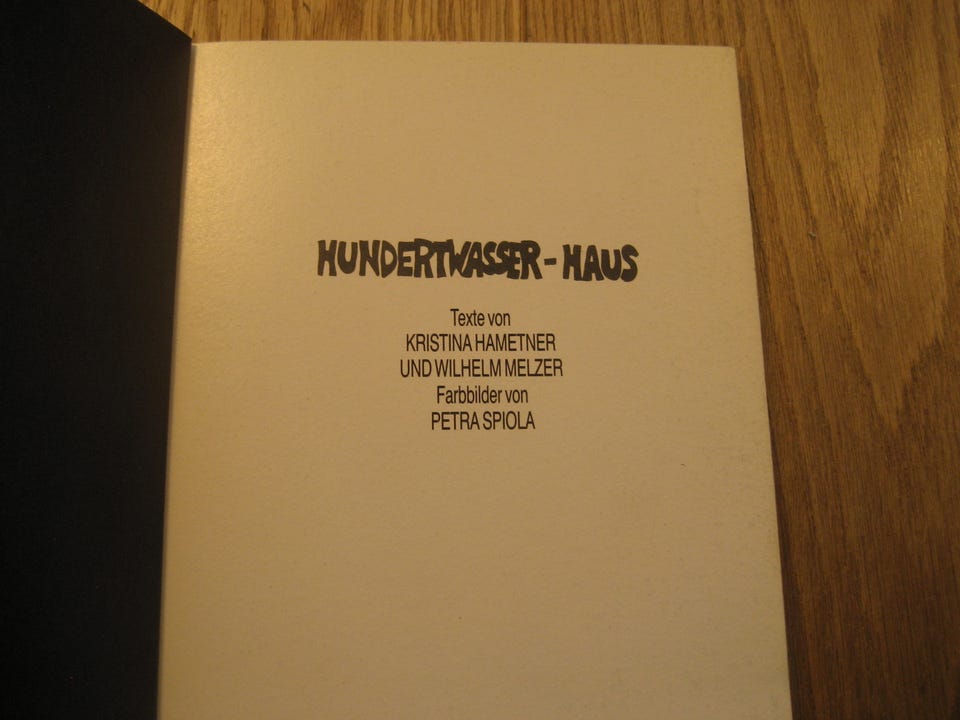 HUNDERTWASSER - HAUS
Texte von
KRISTINA HAMETNER
UND WILHELM MELZER
Farbbilder von
PETRA SPIOLA